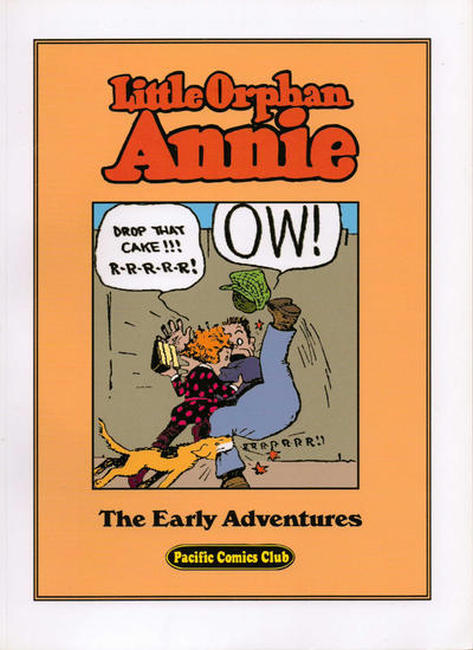 Little Orphan
Annie
DROP THAT
CAKE!!!
R-R-R-R-R!
OW!
RRRRRRR!!
The Early Adventures
Pacific Comics Club